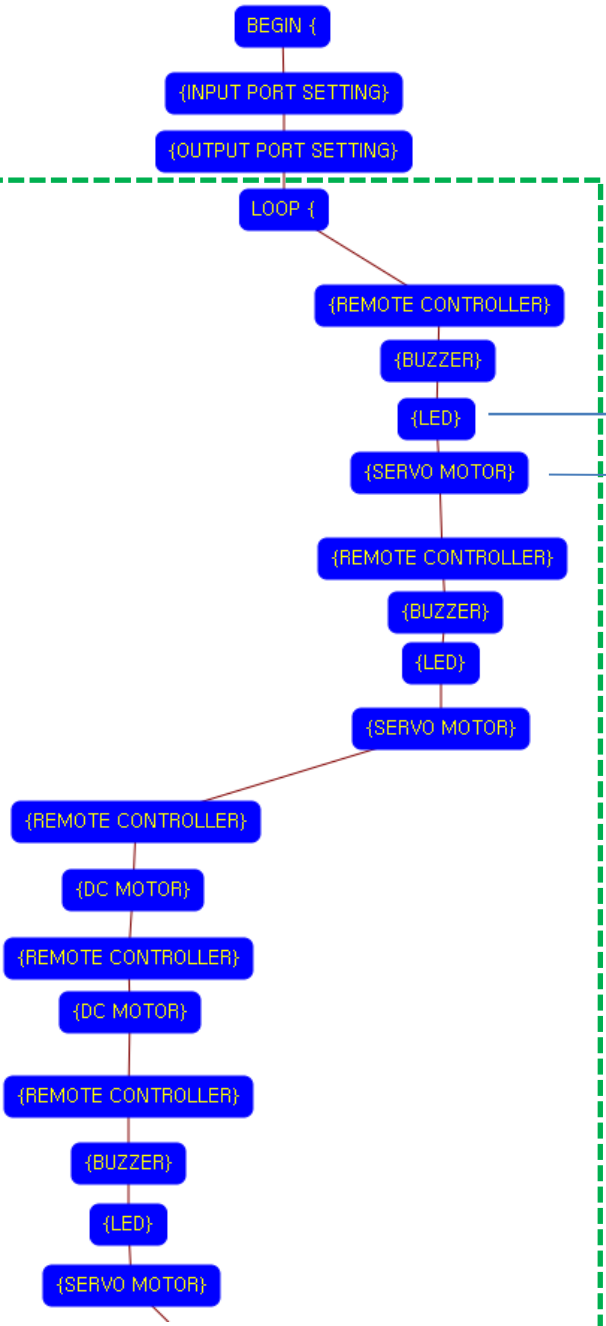 BEGIN {
{INPUT PORT SETTING}
{OUTPUT PORT SETTING}
LOOP {
{REMOTE CONTROLLER}
{BUZZER}
{LED}
{SERVO MOTOR}
{REMOTE CONTROLLER}
{BUZZER}
{LED}
{SERVO MOTOR}
{REMOTE CONTROLLER}
{DC MOTOR}
{REMOTE CONTROLLER}
{DC MOTOR}
{REMOTE CONTROLLER}
{BUZZER}
{LED}
{SERVO MOTOR}